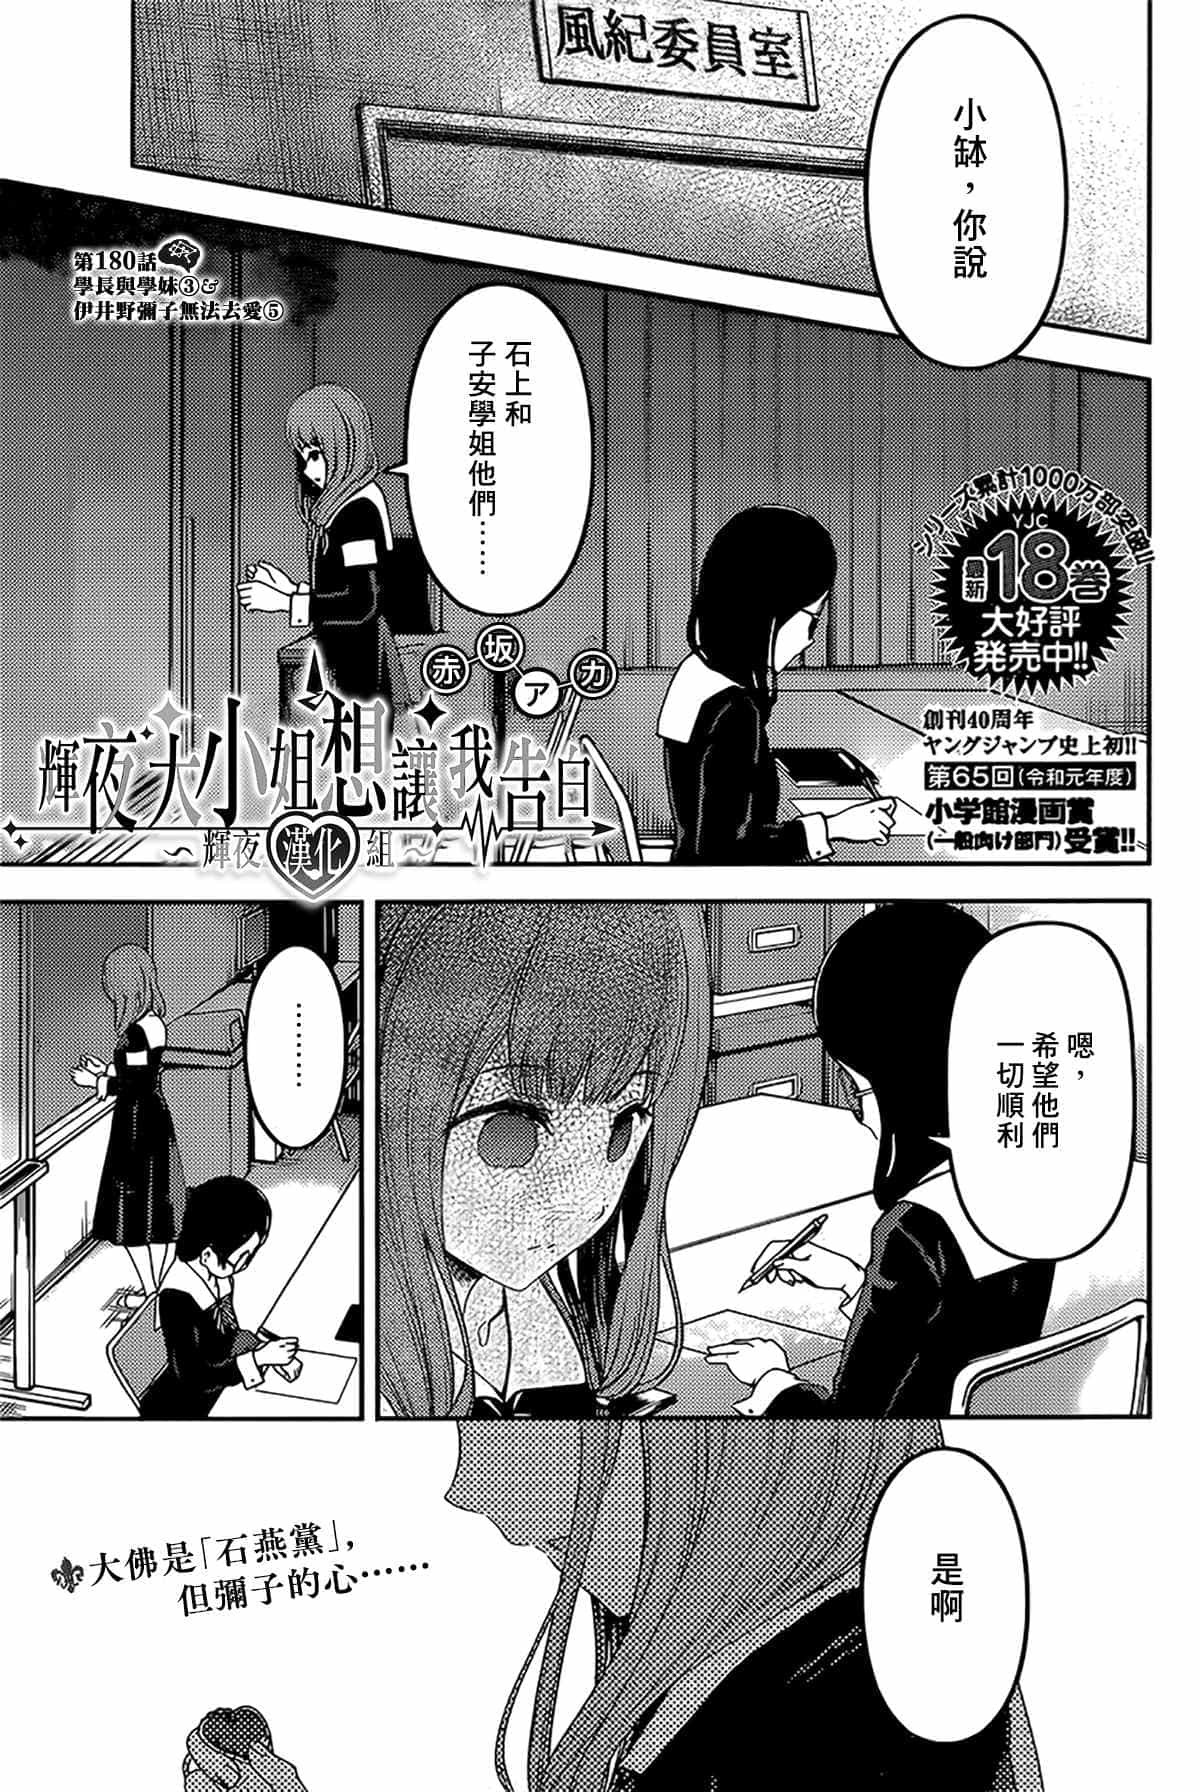 風紀委員室
小缽，你說
第180話
學長與學妹③&
伊井野彌子無法去愛⑤
石上和
子安學姐他們……
シリーズ累計1000万部突破!!
YJC
最新18巻
大好評
発売中!!
創刊40周年
ヤングジャンプ史上初!!
第65回(令和元年度)
小学館漫画賞
(一般向け部門)受賞!!
赤坂アカ
輝夜大小姐想讓我告白
～輝夜漢化組～
嗯，
希望他們
一切順利
………
是啊
大佛是「石燕黨」，
但彌子的心……